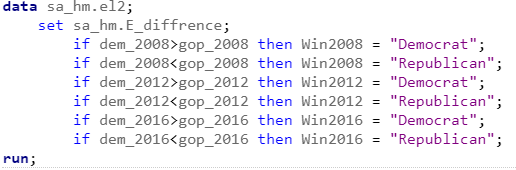 data sa_hm.el2;
set sa_hm.E_diffrence;
if dem_2008>gop_2008 then Win2008 = "Democrat";
if dem_2008<gop_2008 then Win2008 = "Republican";
if dem_2012>gop_2012 then Win2012 = "Democrat";
if dem_2012<gop_2012 then Win2012 = "Republican";
if dem_2016>gop_2016 then Win2016 = "Democrat";
if dem_2016<gop_2016 then Win2016 = "Republican";
run;